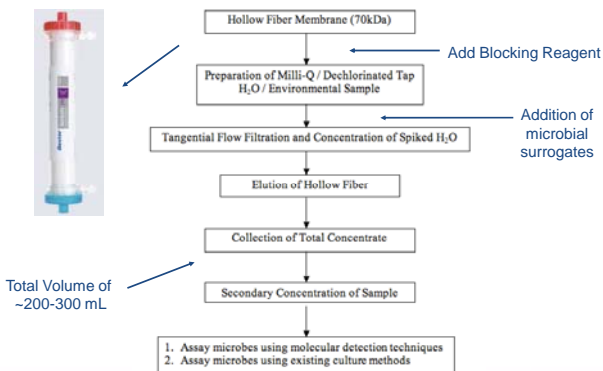 Hollow Fiber Membrane (70kDa)
Add Blocking Reagent
Preparation of Milli-Q / Dechlorinated Tap
H₂O / Environmental Sample
Addition of
microbial
surrogates
Tangential Flow Filtration and Concentration of Spiked H₂O
Elution of Hollow Fiber
Collection of Total Concentrate
Total Volume of
~200-300 mL
Secondary Concentration of Sample
1. Assay microbes using molecular detection techniques
2. Assay microbes using existing culture methods